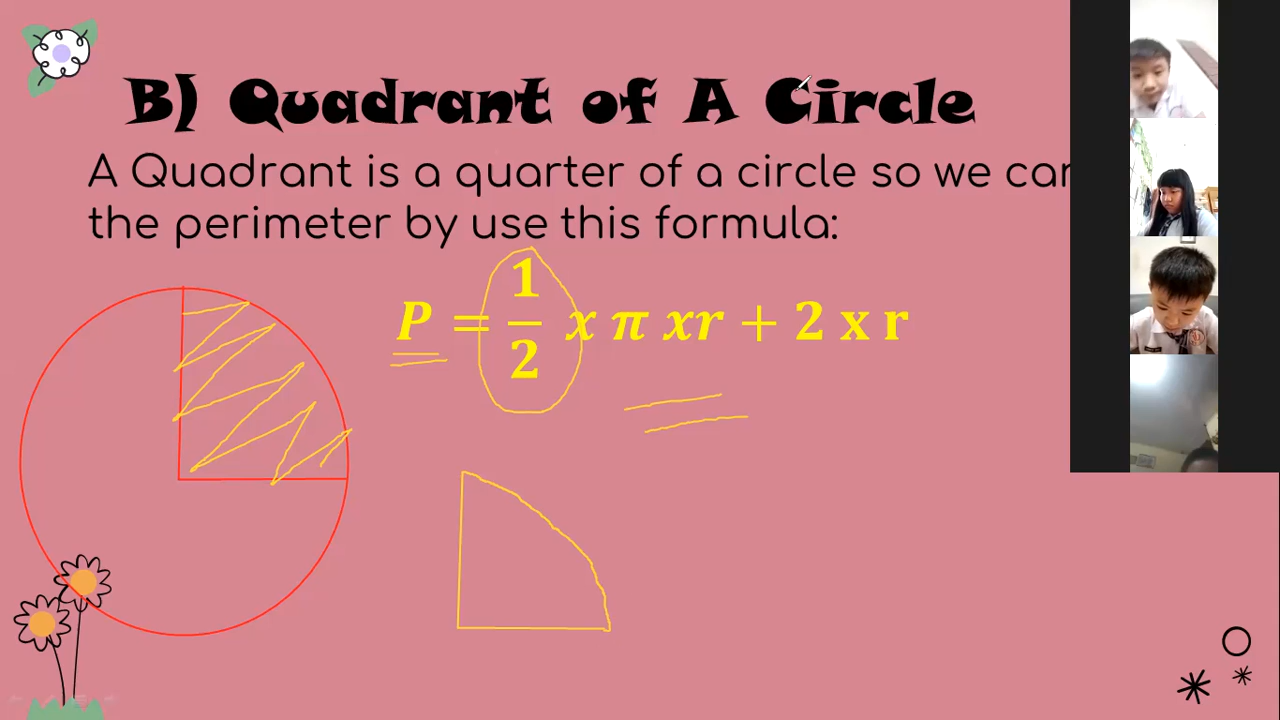 B) Quadrant of A Circle
A Quadrant is a quarter of a circle so we can
the perimeter by use this formula:
P = 1/2 x π xr + 2 x r